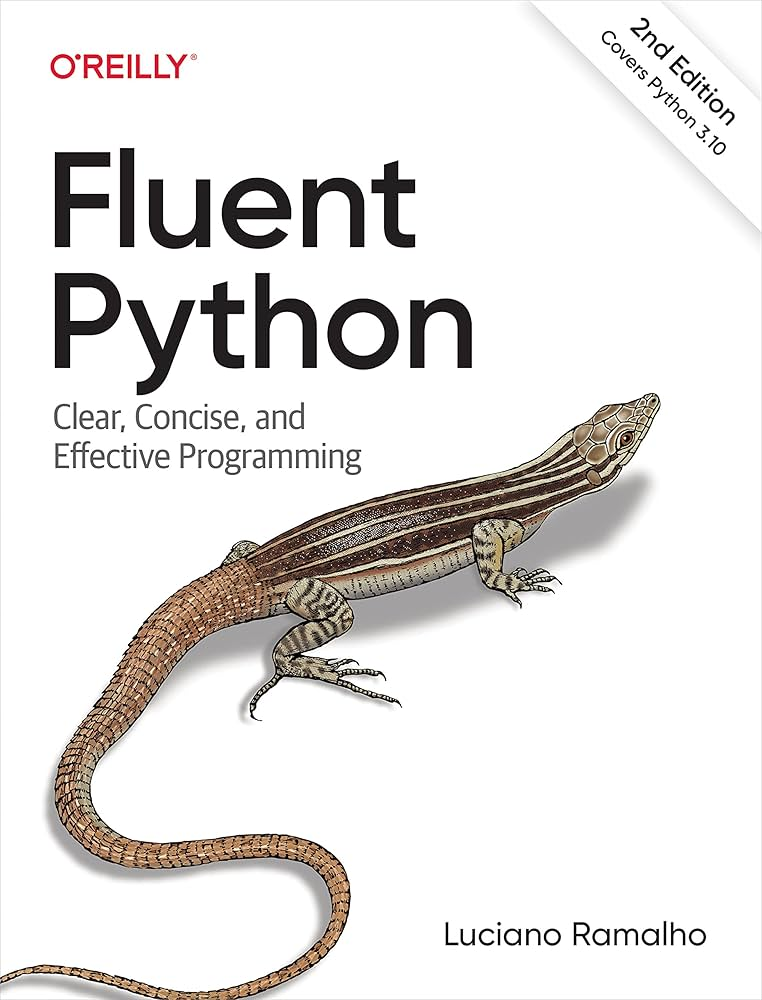 O'REILLY®
2nd Edition
Covers Python 3.10
Fluent
Python
Clear, Concise, and
Effective Programming
Luciano Ramalho